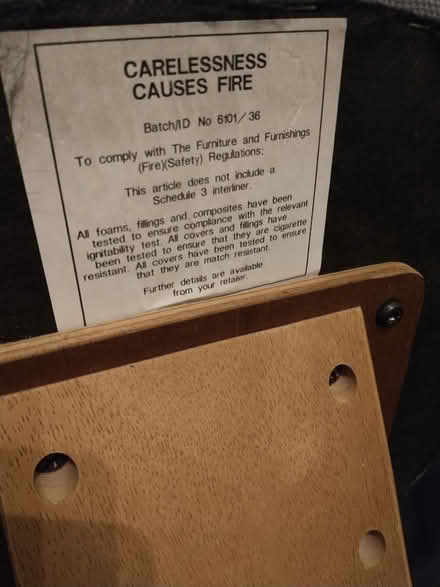 CARELESSNESS
CAUSES FIRE
Batch/ID No 6101/36
To comply with The Furniture and Furnishings
(Fire)(Safety) Regulations:
This article does not include a
Schedule 3 interliner.
All foams, fillings and composites have been
tested to ensure compliance with the relevant
ignitability test. All covers and fillings have
been tested to ensure that they are cigarette
resistant. All covers have been tested to ensure
that they are match resistant.
Further details are available
from your retailer.